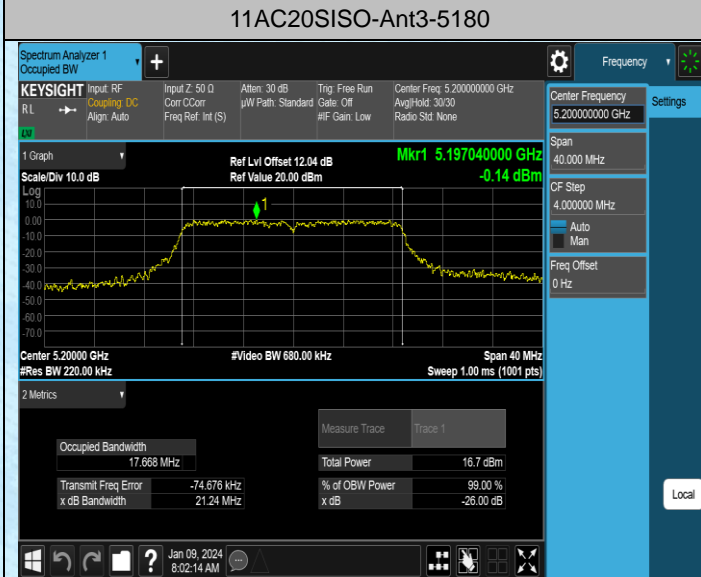 11AC20SISO-Ant3-5180
Spectrum Analyzer 1
Occupied BW
+
Frequency
KEYSIGHT
RL
LXI
Input: RF
Coupling: DC
Align: Auto
Input Z: 50 Ω
Corr CCorr
Freq Ref: Int (S)
Atten: 30 dB
µW Path: Standard
Trig: Free Run
Gate: Off
#IF Gain: Low
Center Freq: 5.200000000 GHz
Avg|Hold: 30/30
Radio Std: None
Center Frequency
5.200000000 GHz
Settings
Span
40.000 MHz
CF Step
4.000000 MHz
Auto
Man
Freq Offset
0 Hz
1 Graph
Scale/Div 10.0 dB
Ref Lvl Offset 12.04 dB
Ref Value 20.00 dBm
Mkr1 5.197040000 GHz
-0.14 dBm
Log
10.0
0.00
-10.0
-20.0
-30.0
-40.0
-50.0
-60.0
-70.0
1
Center 5.20000 GHz
#Res BW 220.00 kHz
#Video BW 680.00 kHz
Span 40 MHz
Sweep 1.00 ms (1001 pts)
2 Metrics
Measure Trace
Trace 1
Occupied Bandwidth
17.668 MHz
Total Power
16.7 dBm
Transmit Freq Error
-74.676 kHz
% of OBW Power
99.00 %
x dB Bandwidth
21.24 MHz
x dB
-26.00 dB
Local
?
Jan 09, 2024
8:02:14 AM